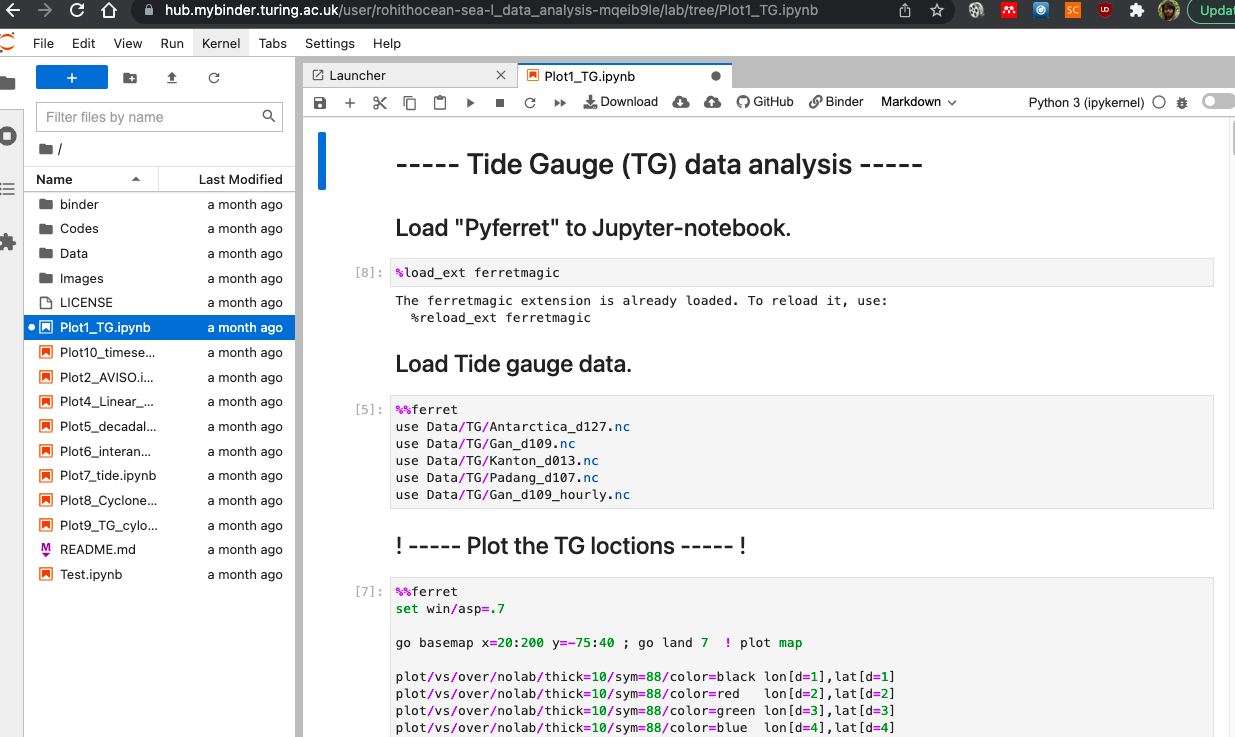 hub.mybinder.turing.ac.uk/user/rohithocean-sea-l_data_analysis-mqeib9le/lab/tree/Plot1_TG.ipynb
SC
Updat
File Edit View Run Kernel Tabs Settings Help
Launcher
Plot1_TG.ipynb
Download
GitHub
Binder
Markdown
Python 3 (ipykernel)
Filter files by name
/
Name Last Modified
binder a month ago
Codes a month ago
Data a month ago
Images a month ago
LICENSE a month ago
Plot1_TG.ipynb a month ago
Plot10_timese... a month ago
Plot2_AVISO.i... a month ago
Plot4_Linear_... a month ago
Plot5_decadal... a month ago
Plot6_interan... a month ago
Plot7_tide.ipynb a month ago
Plot8_Cyclone... a month ago
Plot9_TG_cylo... a month ago
README.md a month ago
Test.ipynb a month ago
----- Tide Gauge (TG) data analysis -----
Load "Pyferret" to Jupyter-notebook.
[8]: %load_ext ferretmagic
The ferretmagic extension is already loaded. To reload it, use:
%reload_ext ferretmagic
Load Tide gauge data.
[5]: %%ferret
use Data/TG/Antarctica_d127.nc
use Data/TG/Gan_d109.nc
use Data/TG/Kanton_d013.nc
use Data/TG/Padang_d107.nc
use Data/TG/Gan_d109_hourly.nc
! ----- Plot the TG loctions ----- !
[7]: %%ferret
set win/asp=.7
go basemap x=20:200 y=-75:40 ; go land 7 ! plot map
plot/vs/over/nolab/thick=10/sym=88/color=black lon[d=1],lat[d=1]
plot/vs/over/nolab/thick=10/sym=88/color=red lon[d=2],lat[d=2]
plot/vs/over/nolab/thick=10/sym=88/color=green lon[d=3],lat[d=3]
plot/vs/over/nolab/thick=10/sym=88/color=blue lon[d=4],lat[d=4]